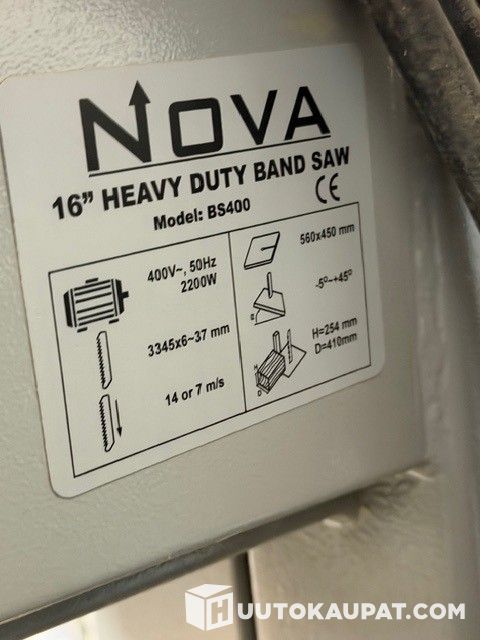 NOVA
16” HEAVY DUTY BAND SAW
Model: BS400
CE
400V~, 50Hz
2200W
3345x6~37 mm
14 or 7 m/s
560x450 mm
-5º~+45º
H=254 mm
D=410mm
H
D
HUUTOKAUPAT.COM